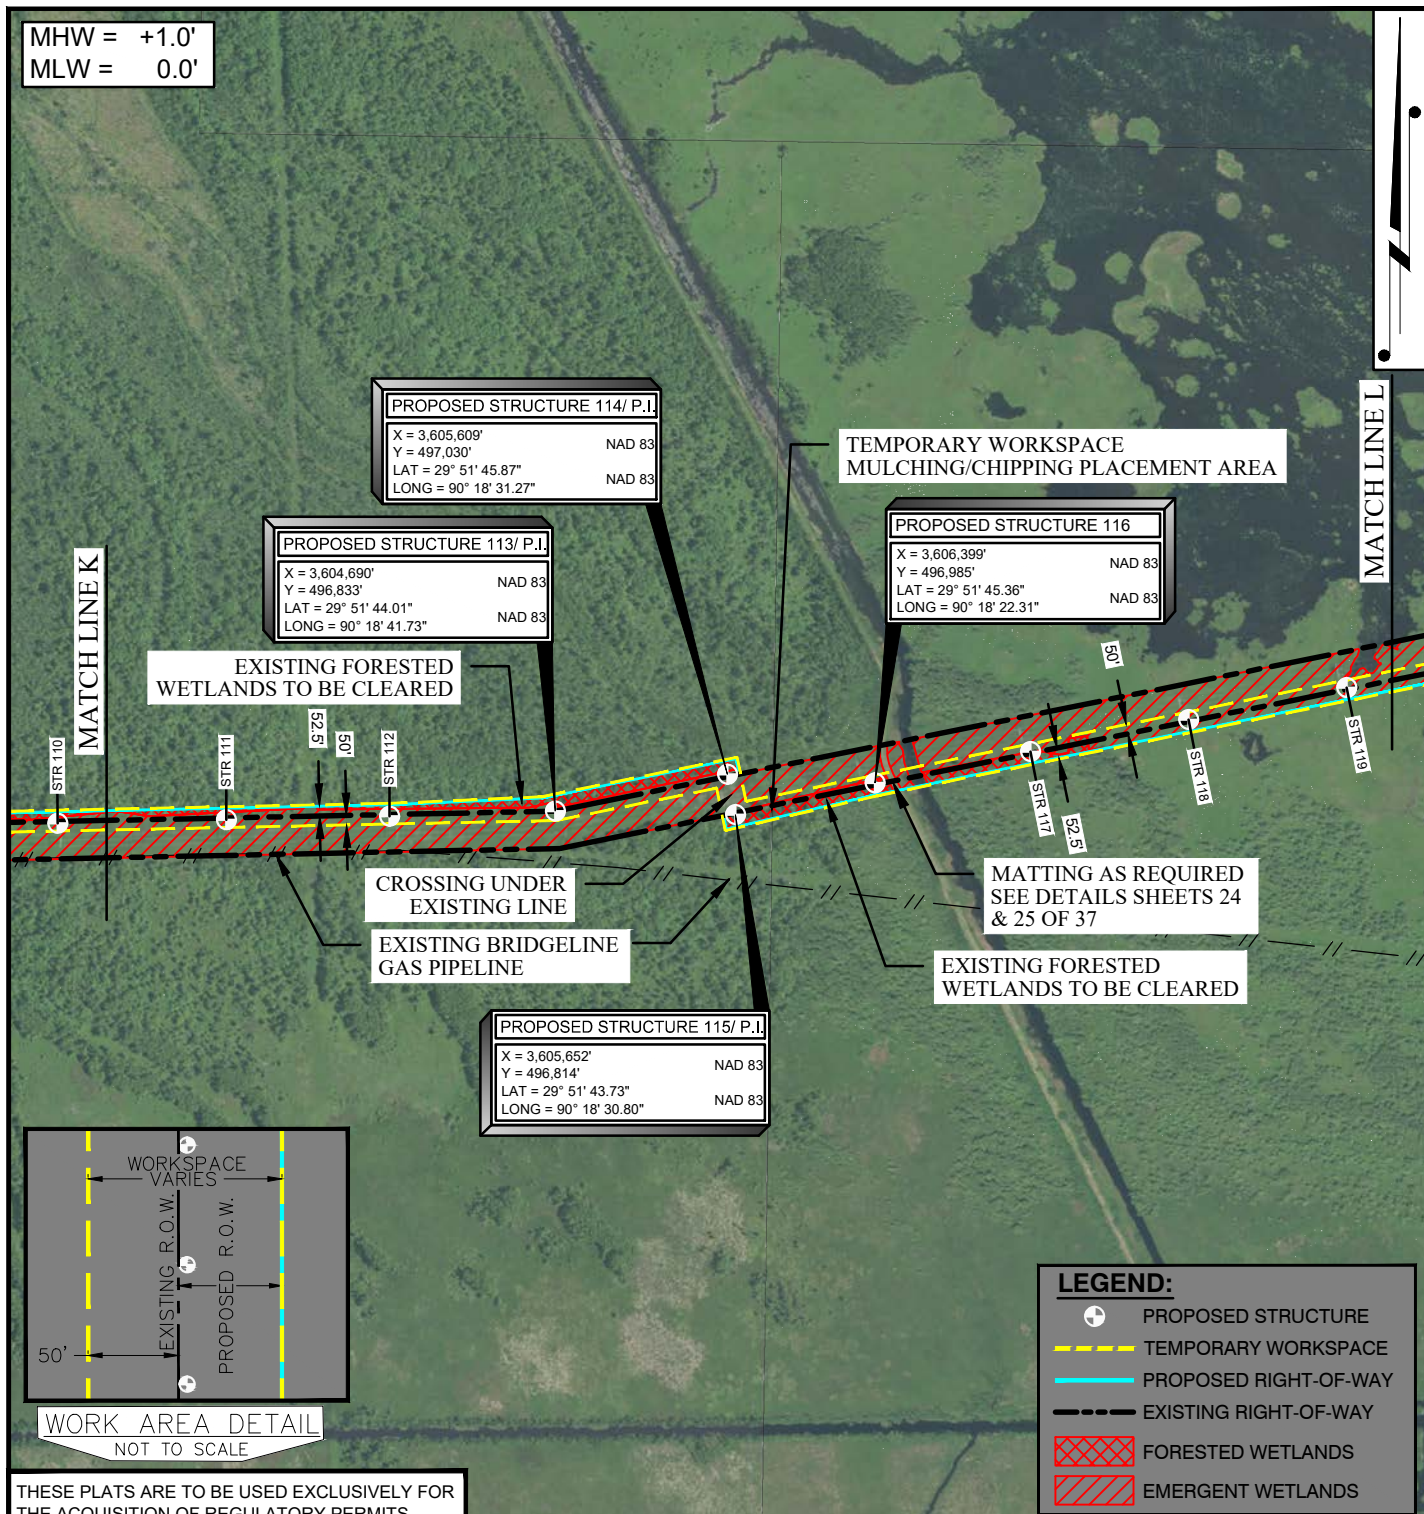 MHW = +1.0'
MLW = 0.0'
PROPOSED STRUCTURE 114/ P.I.
X = 3,605,609'
Y = 497,030'
NAD 83
LAT = 29° 51' 45.87"
LONG = 90° 18' 31.27"
NAD 83
TEMPORARY WORKSPACE
MULCHING/CHIPPING PLACEMENT AREA
PROPOSED STRUCTURE 113/ P.I.
X = 3,604,690'
Y = 496,833'
NAD 83
LAT = 29° 51' 44.01"
LONG = 90° 18' 41.73"
NAD 83
PROPOSED STRUCTURE 116
X = 3,606,399'
Y = 496,985'
NAD 83
LAT = 29° 51' 45.36"
LONG = 90° 18' 22.31"
NAD 83
MATCH LINE K
MATCH LINE L
EXISTING FORESTED
WETLANDS TO BE CLEARED
STR 110
STR 111
52.5'
50'
STR 112
50'
STR 117
52.5'
STR 118
STR 119
CROSSING UNDER
EXISTING LINE
EXISTING BRIDGELINE
GAS PIPELINE
MATTING AS REQUIRED
SEE DETAILS SHEETS 24
& 25 OF 37
EXISTING FORESTED
WETLANDS TO BE CLEARED
PROPOSED STRUCTURE 115/ P.I.
X = 3,605,652'
Y = 496,814'
NAD 83
LAT = 29° 51' 43.73"
LONG = 90° 18' 30.80"
NAD 83
WORKSPACE
VARIES
EXISTING R.O.W.
PROPOSED R.O.W.
50'
WORK AREA DETAIL
NOT TO SCALE
LEGEND:
PROPOSED STRUCTURE
TEMPORARY WORKSPACE
PROPOSED RIGHT-OF-WAY
EXISTING RIGHT-OF-WAY
FORESTED WETLANDS
EMERGENT WETLANDS
THESE PLATS ARE TO BE USED EXCLUSIVELY FOR
THE ACQUISITION OF REGULATORY PERMITS